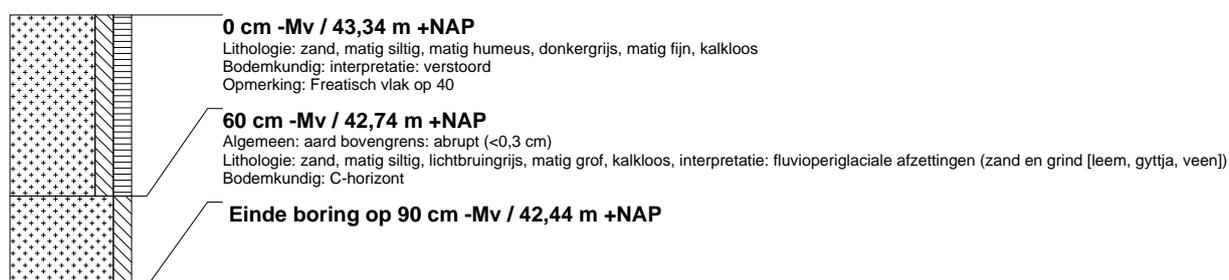 0 cm -Mv / 43,34 m +NAP
Lithologie: zand, matig siltig, matig humeus, donkergrijs, matig fijn, kalkloos
Bodemkundig: interpretatie: verstoord
Opmerking: Freatisch vlak op 40
60 cm -Mv / 42,74 m +NAP
Algemeen: aard bovengrens: abrupt (<0,3 cm)
Lithologie: zand, matig siltig, lichtbruingrijs, matig grof, kalkloos, interpretatie: fluvioperiglaciale afzettingen (zand en grind [leem, gyttja, veen])
Bodemkundig: C-horizont
Einde boring op 90 cm -Mv / 42,44 m +NAP